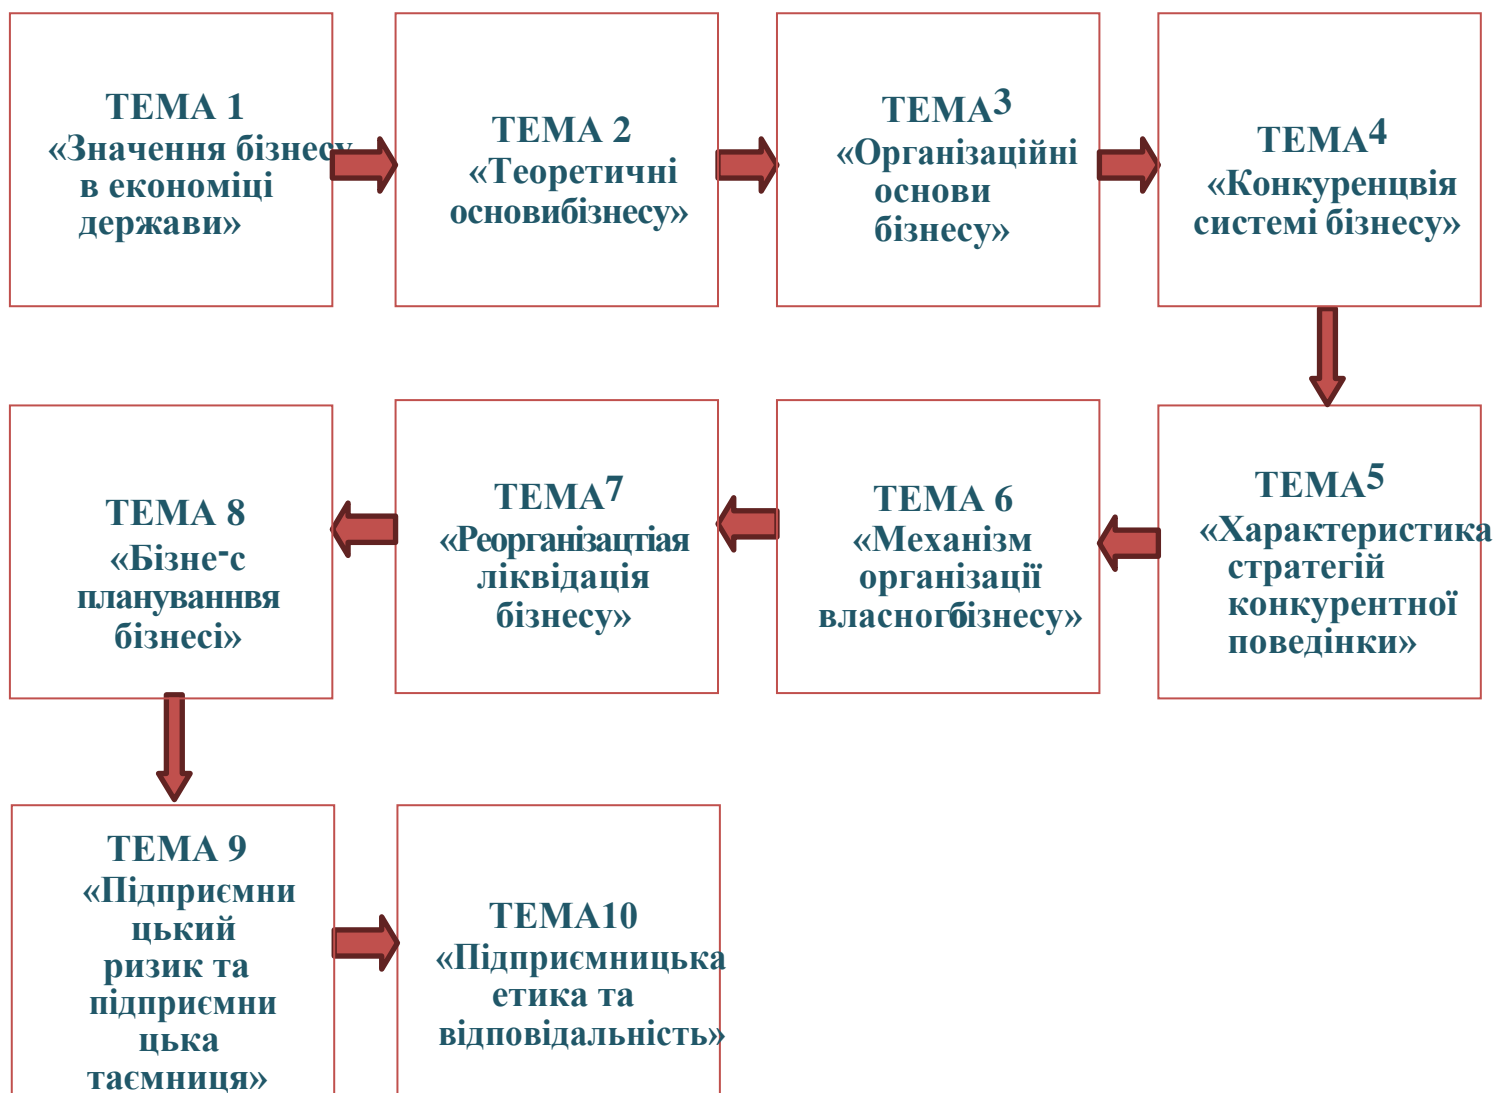 ТЕМА 1
«Значення бізнесу
в економіці
держави»
ТЕМА 2
«Теоретичні
основибізнесу»
ТЕМА3
«Організаційні
основи
бізнесу»
ТЕМА4
«Конкуренцвія
системі бізнесу»
ТЕМА5
«Характеристика
стратегій
конкурентної
поведінки»
ТЕМА 6
«Механізм
організації
власногобізнесу»
ТЕМА7
«Реорганізацтіая
ліквідація
бізнесу»
ТЕМА 8
«Бізне-с
плануваннвя
бізнесі»
ТЕМА 9
«Підприємни
цький
ризик та
підприємни
цька
таємниця»
ТЕМА10
«Підприємницька
етика та
відповідальність»